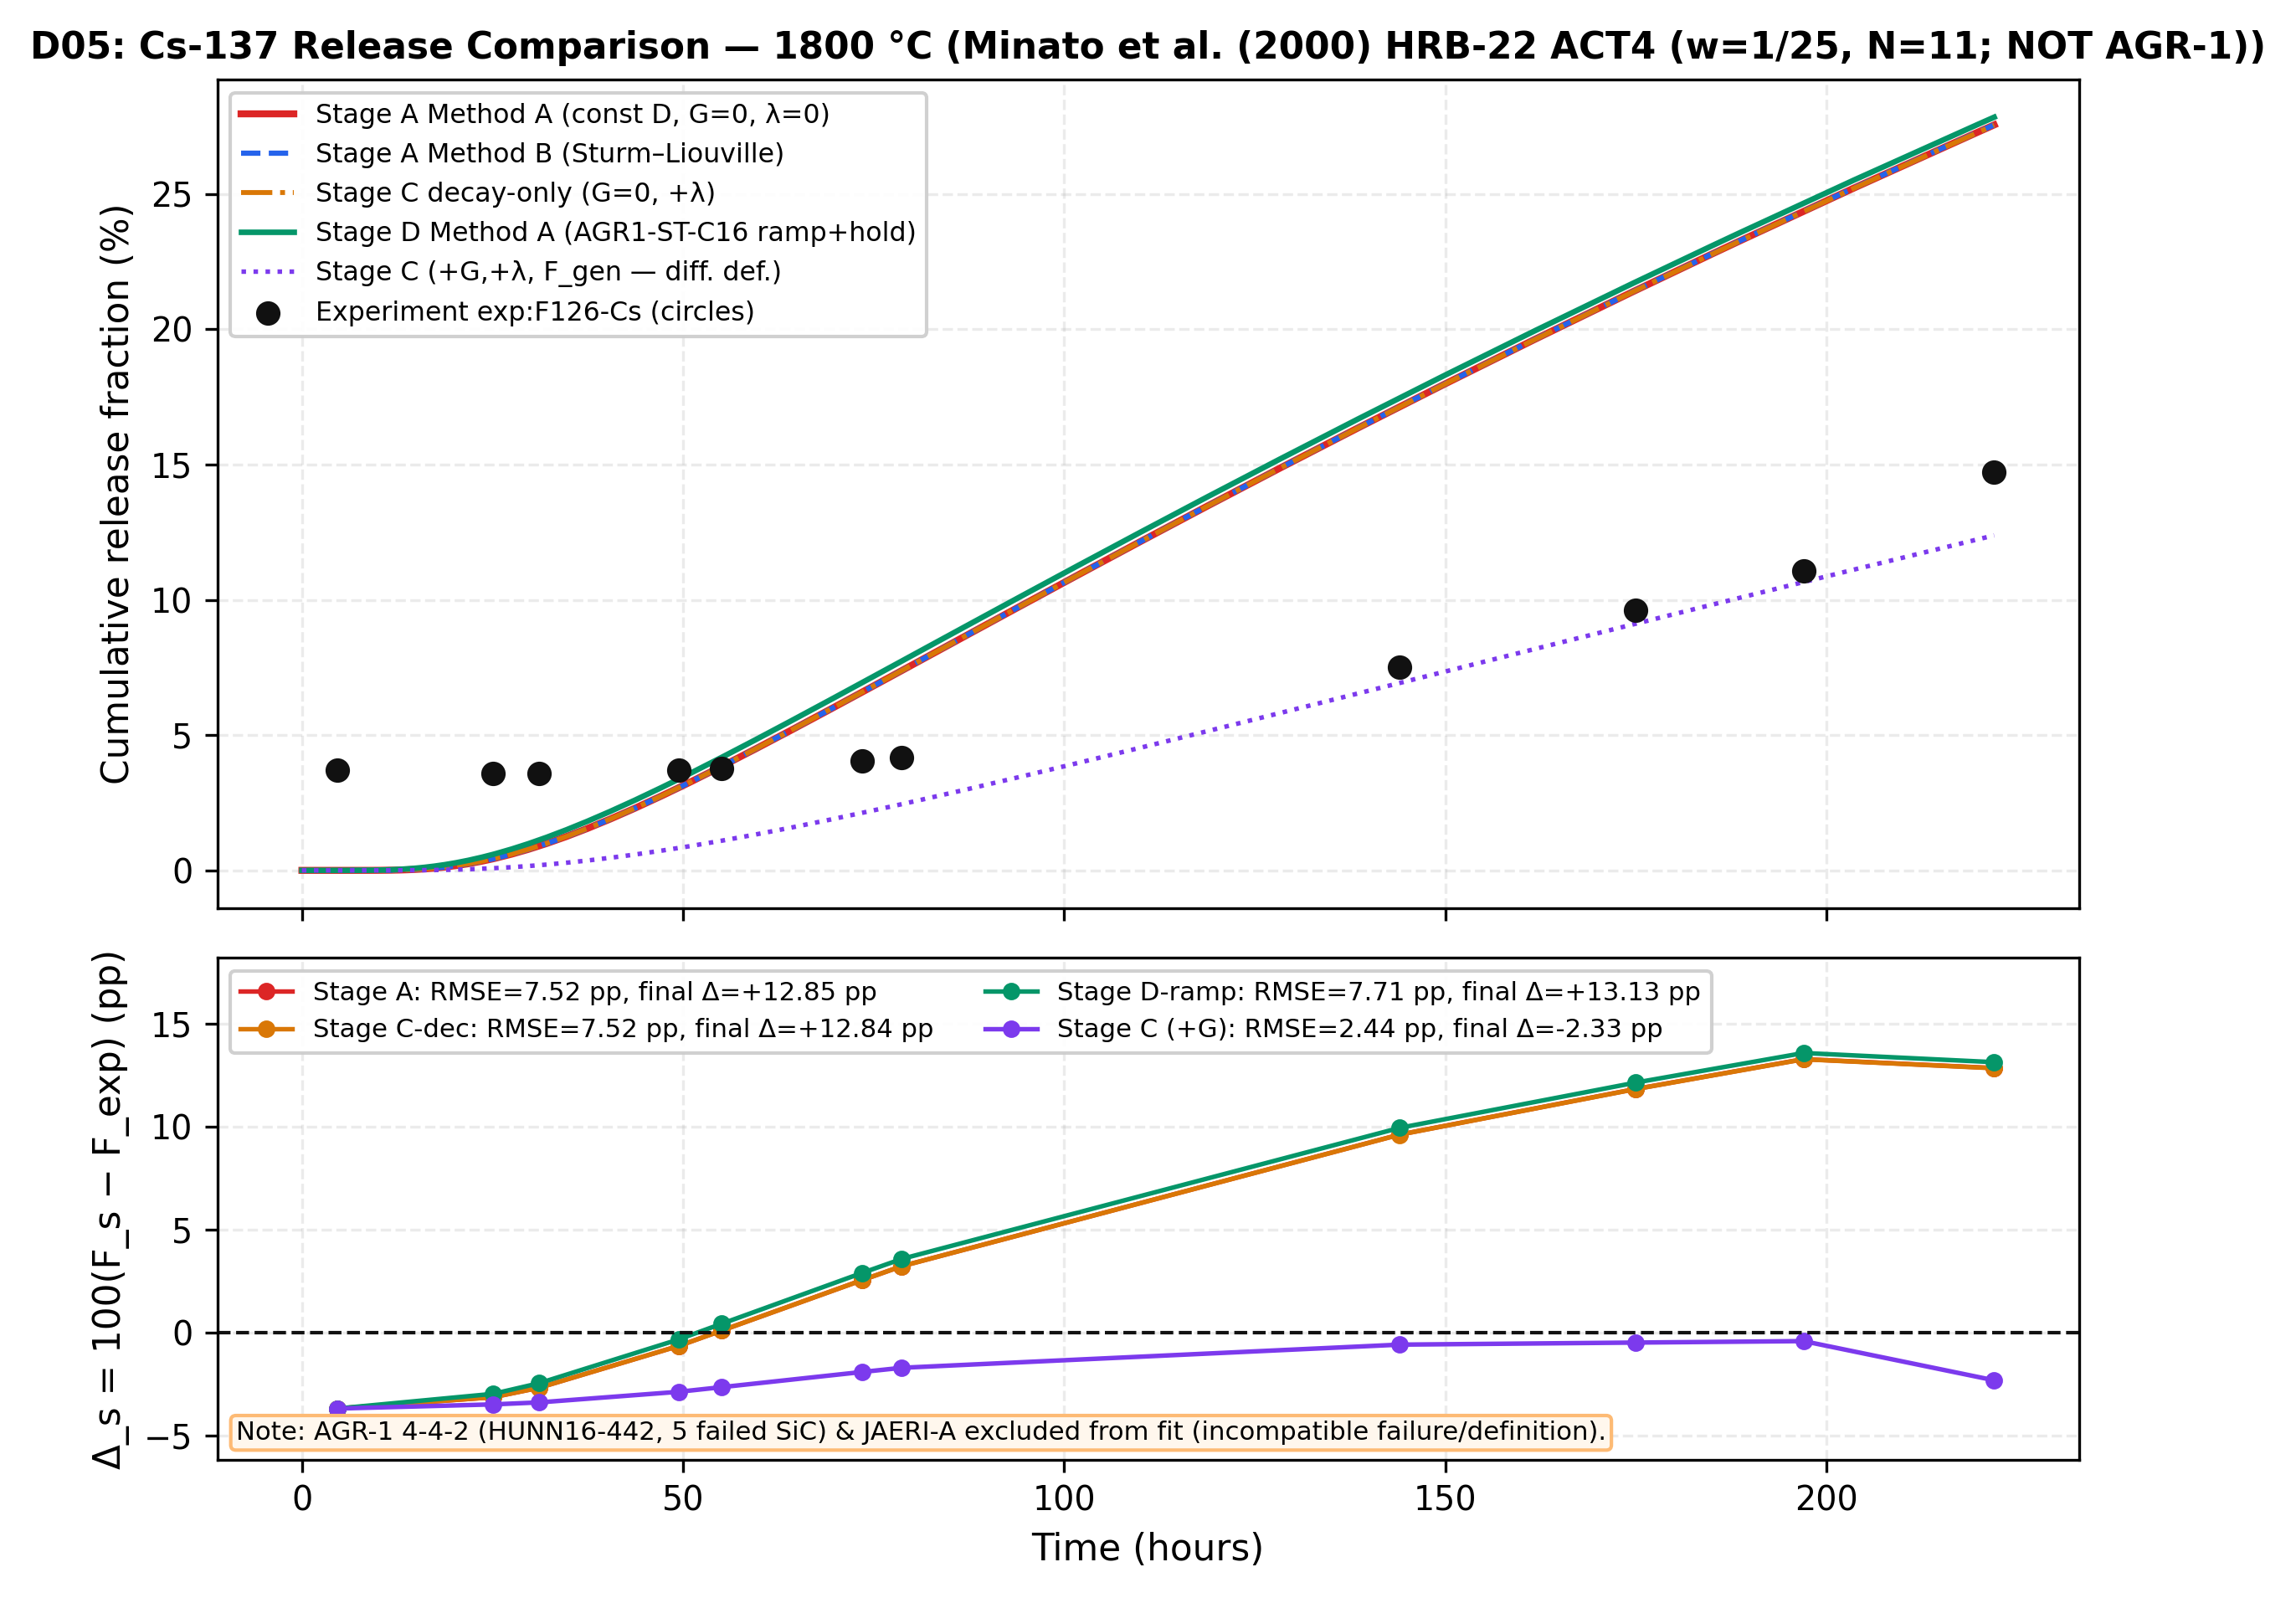 D05: Cs-137 Release Comparison — 1800 °C (Minato et al. (2000) HRB-22 ACT4 (w=1/25, N=11; NOT AGR-1))
Cumulative release fraction (%)
25
20
15
10
5
0
Stage A Method A (const D, G=0, λ=0)
Stage A Method B (Sturm–Liouville)
Stage C decay-only (G=0, +λ)
Stage D Method A (AGR1-ST-C16 ramp+hold)
Stage C (+G,+λ, F_gen — diff. def.)
Experiment exp:F126-Cs (circles)
Δ_s = 100(F_s − F_exp) (pp)
15
10
5
0
−5
Stage A: RMSE=7.52 pp, final Δ=+12.85 pp
Stage C-dec: RMSE=7.52 pp, final Δ=+12.84 pp
Stage D-ramp: RMSE=7.71 pp, final Δ=+13.13 pp
Stage C (+G): RMSE=2.44 pp, final Δ=-2.33 pp
Note: AGR-1 4-4-2 (HUNN16-442, 5 failed SiC) & JAERI-A excluded from fit (incompatible failure/definition).
0 50 100 150 200
Time (hours)